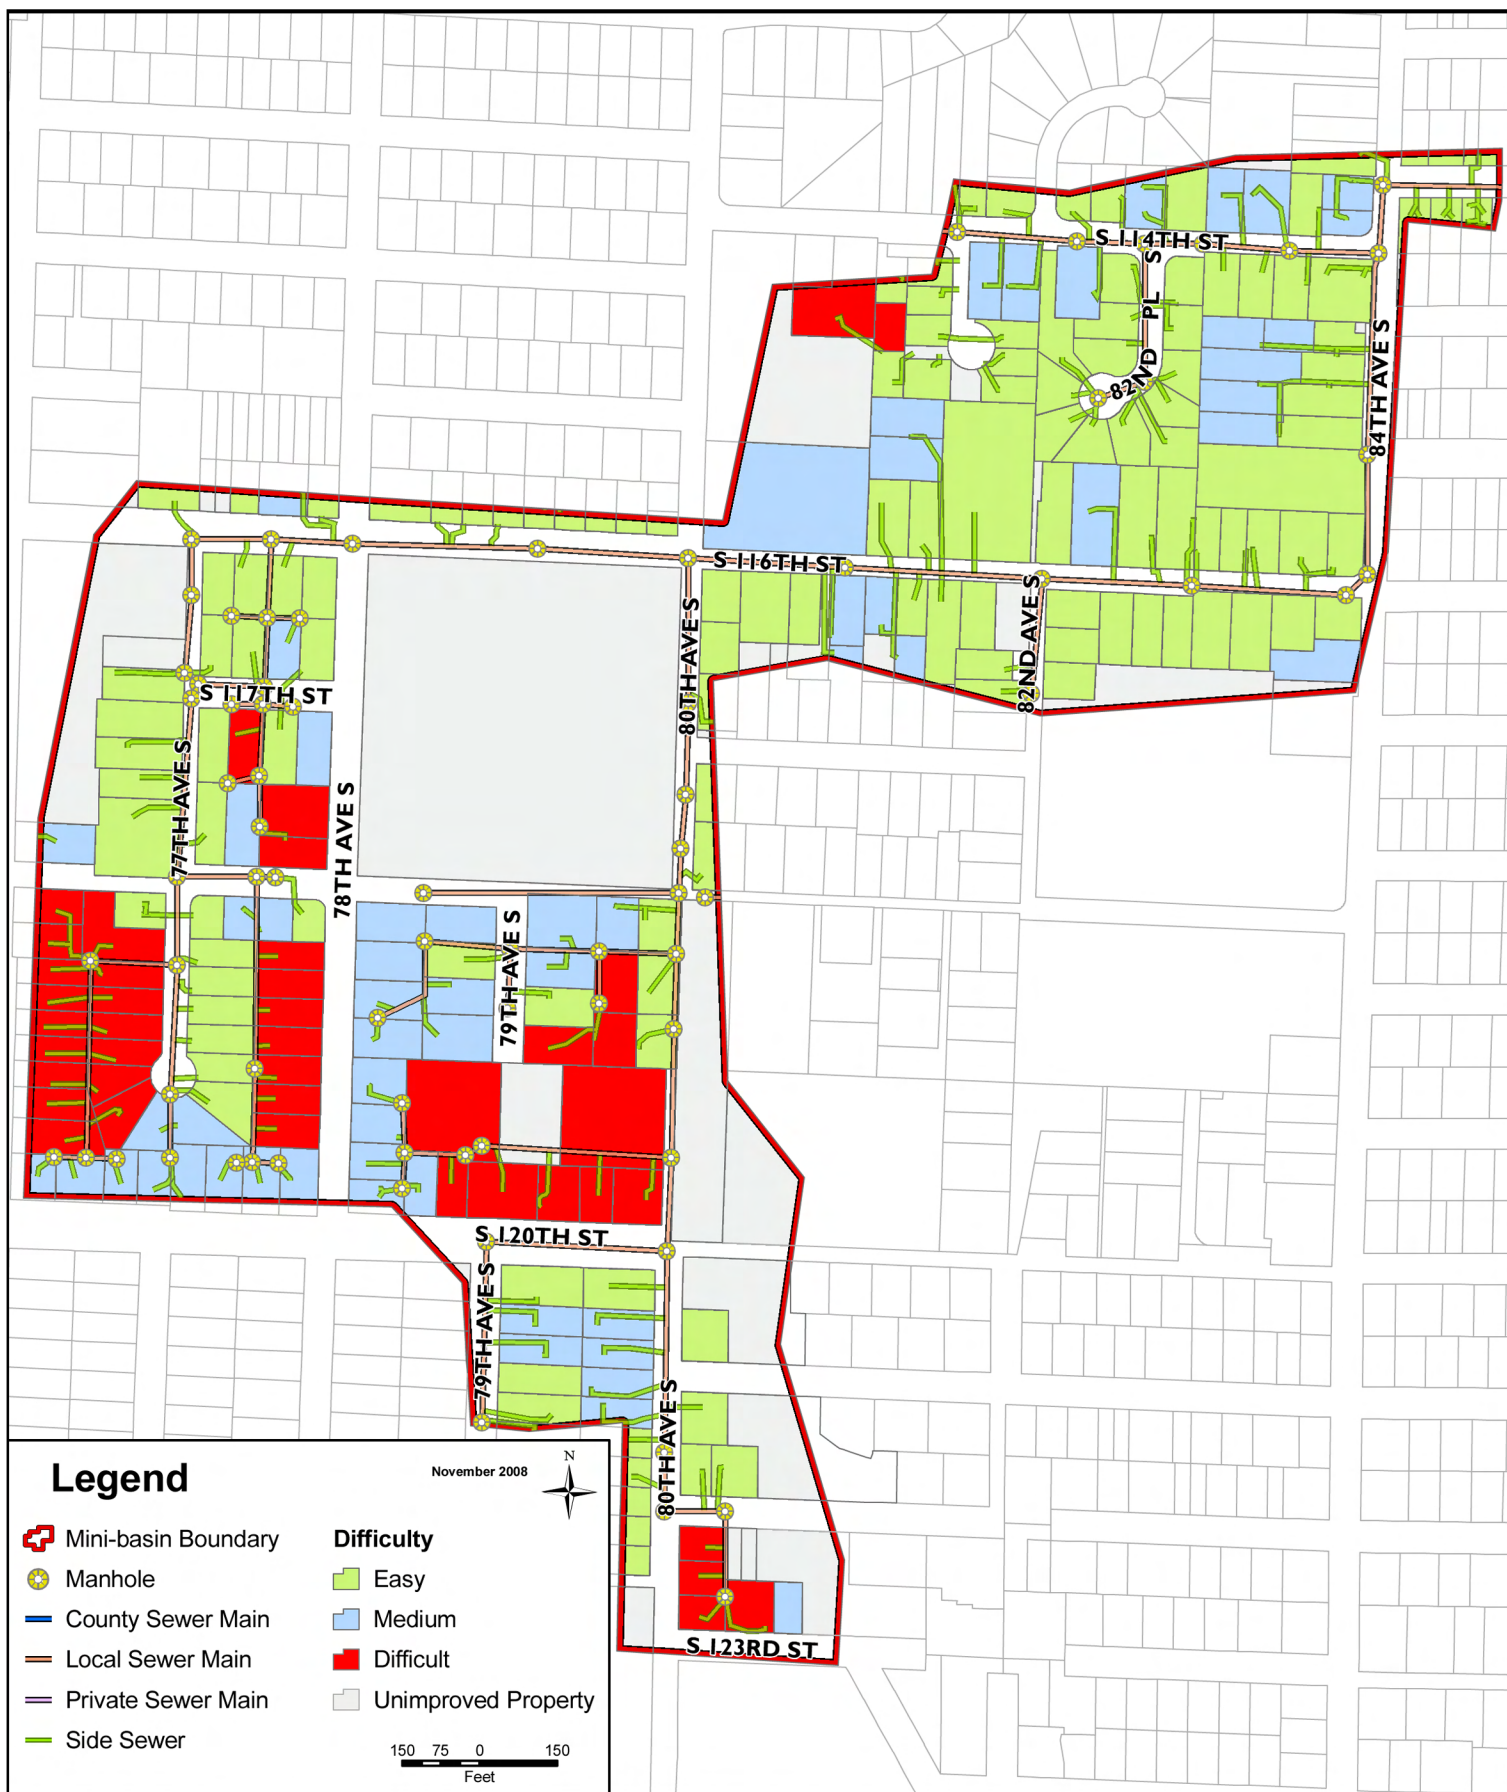 S 114TH ST
82ND PL S
84TH AVE S
S 116TH ST
80TH AVE S
82ND AVE S
S 117TH ST
77TH AVE S
78TH AVE S
79TH AVE S
S 120TH ST
79TH AVE S
80TH AVE S
S 123RD ST
Legend
November 2008
N
Mini-basin Boundary
Manhole
County Sewer Main
Local Sewer Main
Private Sewer Main
Side Sewer
Difficulty
Easy
Medium
Difficult
Unimproved Property
150 75 0 150
Feet